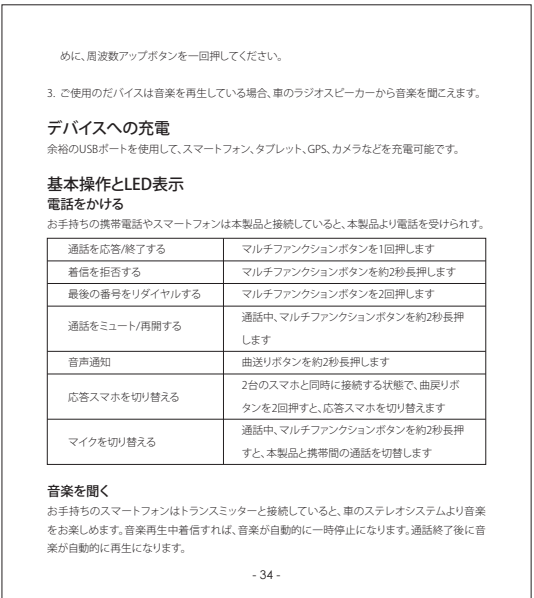 めに、周波数アップボタンを一回押してください。
3. ご使用のだバイスは音楽を再生している場合、車のラジオスピーカーから音楽を聞こえます。
デバイスへの充電
余裕のUSBポートを使用して、スマートフォン、タブレット、GPS、カメラなどを充電可能です。
基本操作とLED表示
電話をかける
お手持ちの携帯電話やスマートフォンは本製品と接続していると、本製品より電話を受けられす。
通話を応答/終了する マルチファンクションボタンを1回押します
着信を拒否する マルチファンクションボタンを約2秒長押します
最後の番号をリダイヤルする マルチファンクションボタンを2回押します
通話をミュート/再開する 通話中、マルチファンクションボタンを約2秒長押
します
音声通知 曲送りボタンを約2秒長押します
応答スマホを切り替える 2台のスマホと同時に接続する状態で、曲戻りボ
タンを2回押すと、応答スマホを切り替えます
マイクを切り替える 通話中、マルチファンクションボタンを約2秒長押
すと、本製品と携帯間の通話を切替します
音楽を聞く
お手持ちのスマートフォンはトランスミッターと接続していると、車のステレオシステムより音楽
をお楽しめます。音楽再生中着信すれば、音楽が自動的に一時停止になります。通話終了後に音
楽が自動的に再生になります。
- 34 -